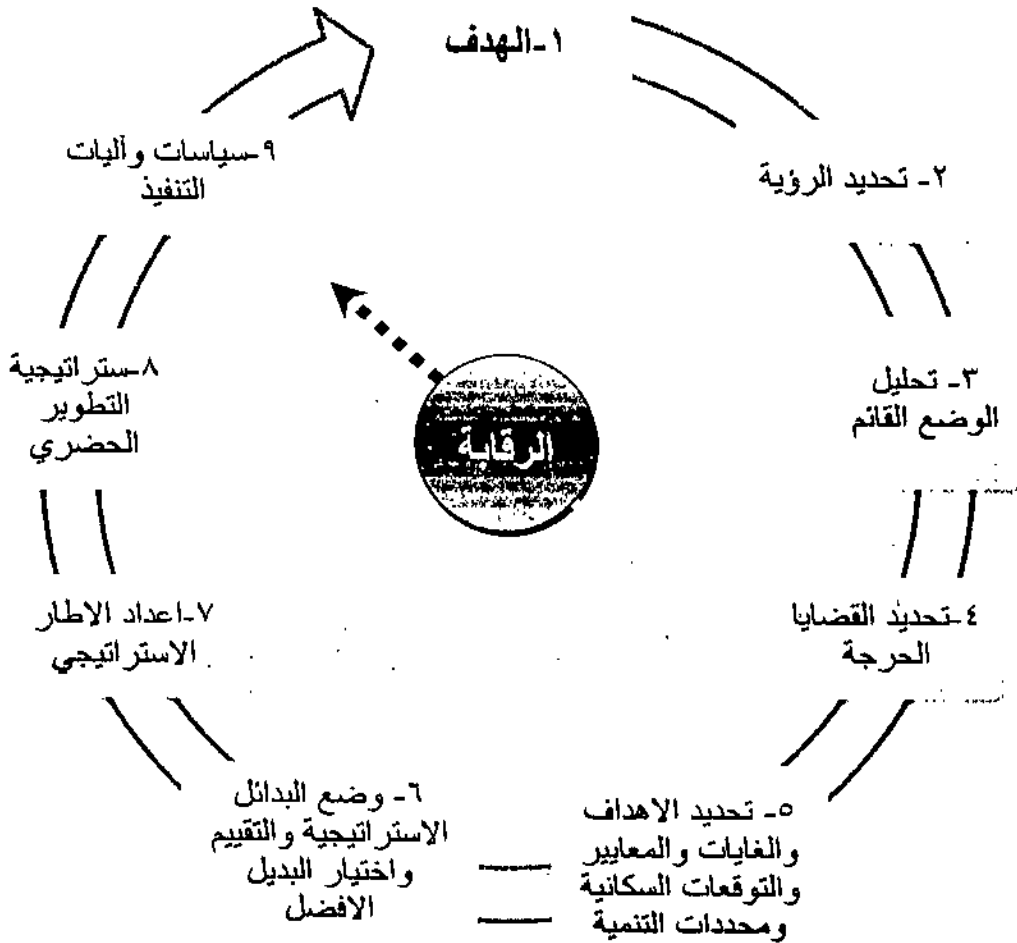 ١-الهدف
٢- تحديد الرؤية
٣- تحليل
الوضع القائم
٤-تحديد القضايا
الحرجة
٥- تحديد الاهداف
والغايات والمعايير
والتوقعات السكانية
ومحددات التنمية
٦- وضع البدائل
الاستراتيجية والتقييم
واختيار البديل
الافضل
٧-اعداد الاطار
الاستراتيجي
٨-ستراتيجية
التطوير
الحضري
٩-سياسات وآليات
التنفيذ
الرقابة